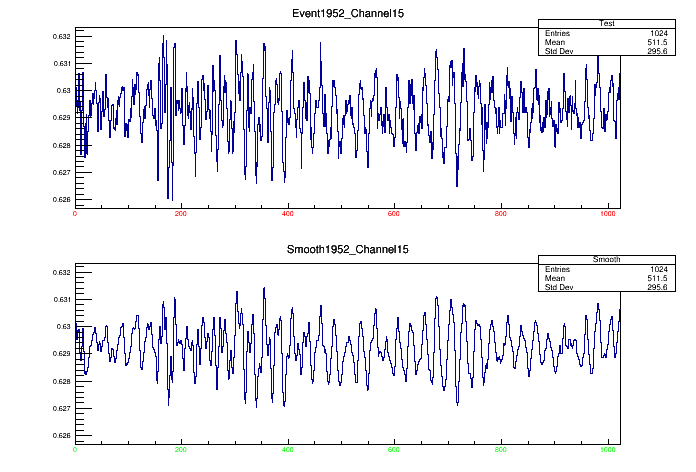 Event1952_Channel15
Test
Entries 1024
Mean 511.5
Std Dev 295.6
0.632
0.631
0.63
0.629
0.628
0.627
0.626
0 200 400 600 800 1000
Smooth1952_Channel15
Smooth
Entries 1024
Mean 511.5
Std Dev 295.6
0.632
0.631
0.63
0.629
0.628
0.627
0.626
0 200 400 600 800 1000